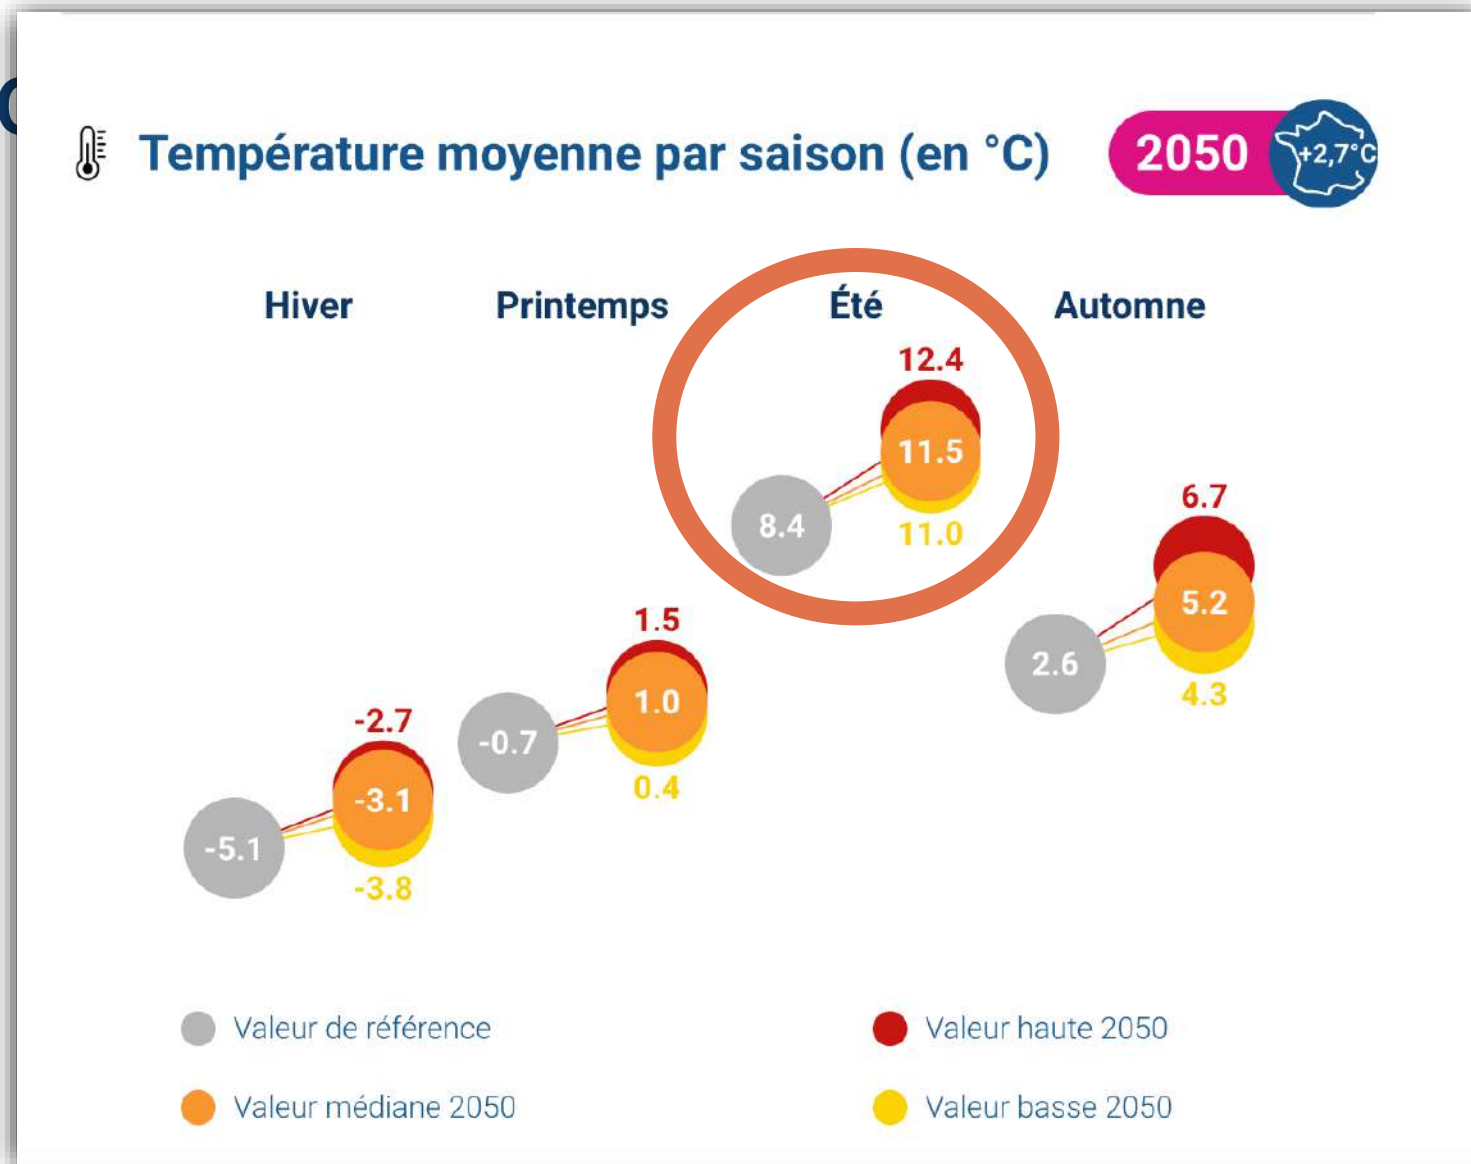 Température moyenne par saison (en °C)
2050
+2,7°C
Hiver
Printemps
Été
Automne
12.4
11.5
8.4
11.0
6.7
5.2
2.6
4.3
1.5
1.0
-0.7
0.4
-2.7
-3.1
-5.1
-3.8
Valeur de référence
Valeur haute 2050
Valeur médiane 2050
Valeur basse 2050